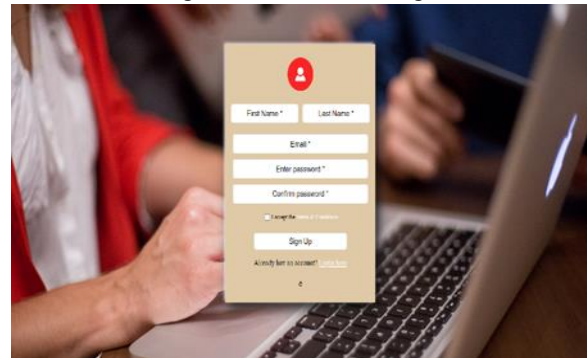 First Name * Last Name *
Email *
Enter password *
Confirm password *
I accept the
Sign Up
Already have an account?